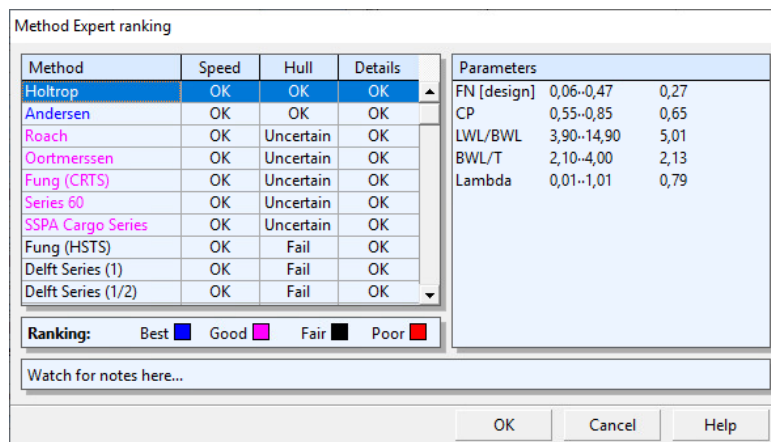 Method Expert ranking
Method Speed Hull Details
Holtrop OK OK OK
Andersen OK OK OK
Roach OK Uncertain OK
Oortmerssen OK Uncertain OK
Fung (CRTS) OK Uncertain OK
Series 60 OK Uncertain OK
SSPA Cargo Series OK Uncertain OK
Fung (HSTS) OK Fail OK
Delft Series (1) OK Fail OK
Delft Series (1/2) OK Fail OK
Parameters
FN [design] 0,06··0,47 0,27
CP 0,55··0,85 0,65
LWL/BWL 3,90··14,90 5,01
BWL/T 2,10··4,00 2,13
Lambda 0,01··1,01 0,79
Ranking: Best Good Fair Poor
Watch for notes here...
OK Cancel Help